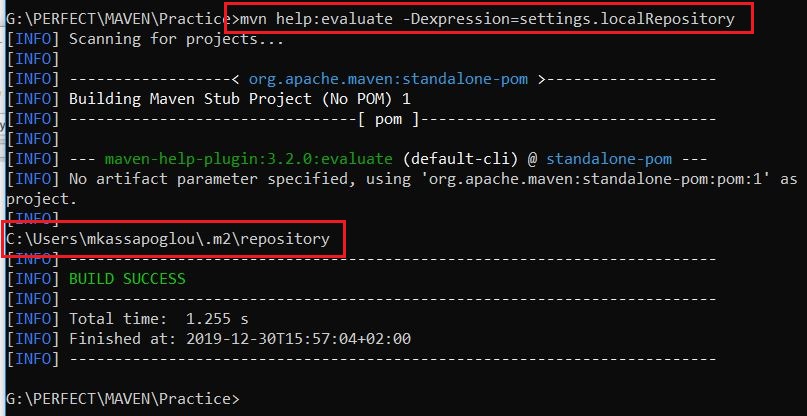 G:\PERFECT\MAVEN\Practice>mvn help:evaluate -Dexpression=settings.localRepository
[INFO] Scanning for projects...
[INFO]
[INFO] ------------------< org.apache.maven:standalone-pom >-------------------
[INFO] Building Maven Stub Project (No POM) 1
[INFO] --------------------------------[ pom ]---------------------------------
[INFO]
[INFO] --- maven-help-plugin:3.2.0:evaluate (default-cli) @ standalone-pom ---
[INFO] No artifact parameter specified, using 'org.apache.maven:standalone-pom:pom:1' as
project.
[INFO]
C:\Users\mkassapoglou\.m2\repository
[INFO] ------------------------------------------------------------------------
[INFO] BUILD SUCCESS
[INFO] ------------------------------------------------------------------------
[INFO] Total time:  1.255 s
[INFO] Finished at: 2019-12-30T15:57:04+02:00
[INFO] ------------------------------------------------------------------------
G:\PERFECT\MAVEN\Practice>